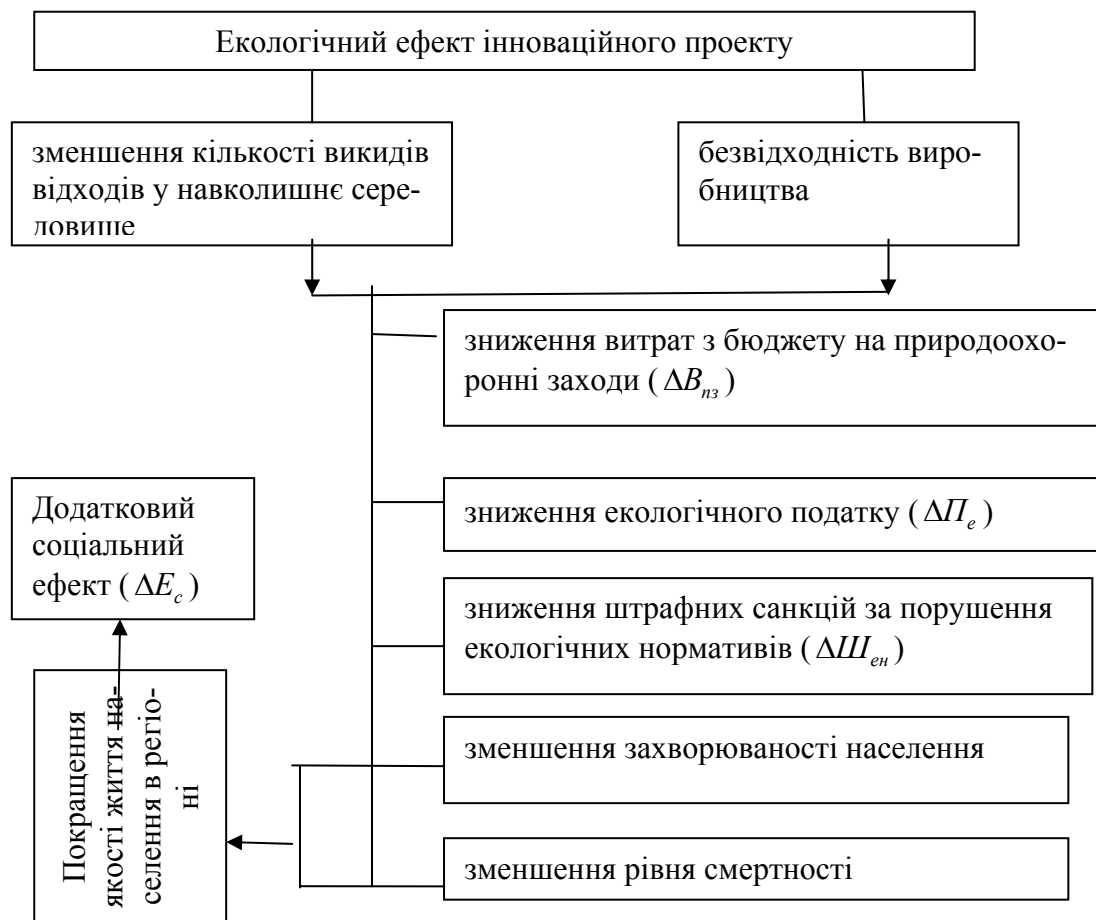 Екологічний ефект інноваційного проекту
зменшення кількості викидів
відходів у навколишнє сере-
довище
безвідходність виро-
бництва
зниження витрат з бюджету на природоохо-
ронні заходи (ΔВпз)
зниження екологічного податку (ΔПе)
Додатковий
соціальний
ефект (ΔЕс)
зниження штрафних санкцій за порушення
екологічних нормативів (ΔШен)
зменшення захворюваності населення
Покращення
якості життя на-
селення в регіо-
ні
зменшення рівня смертності